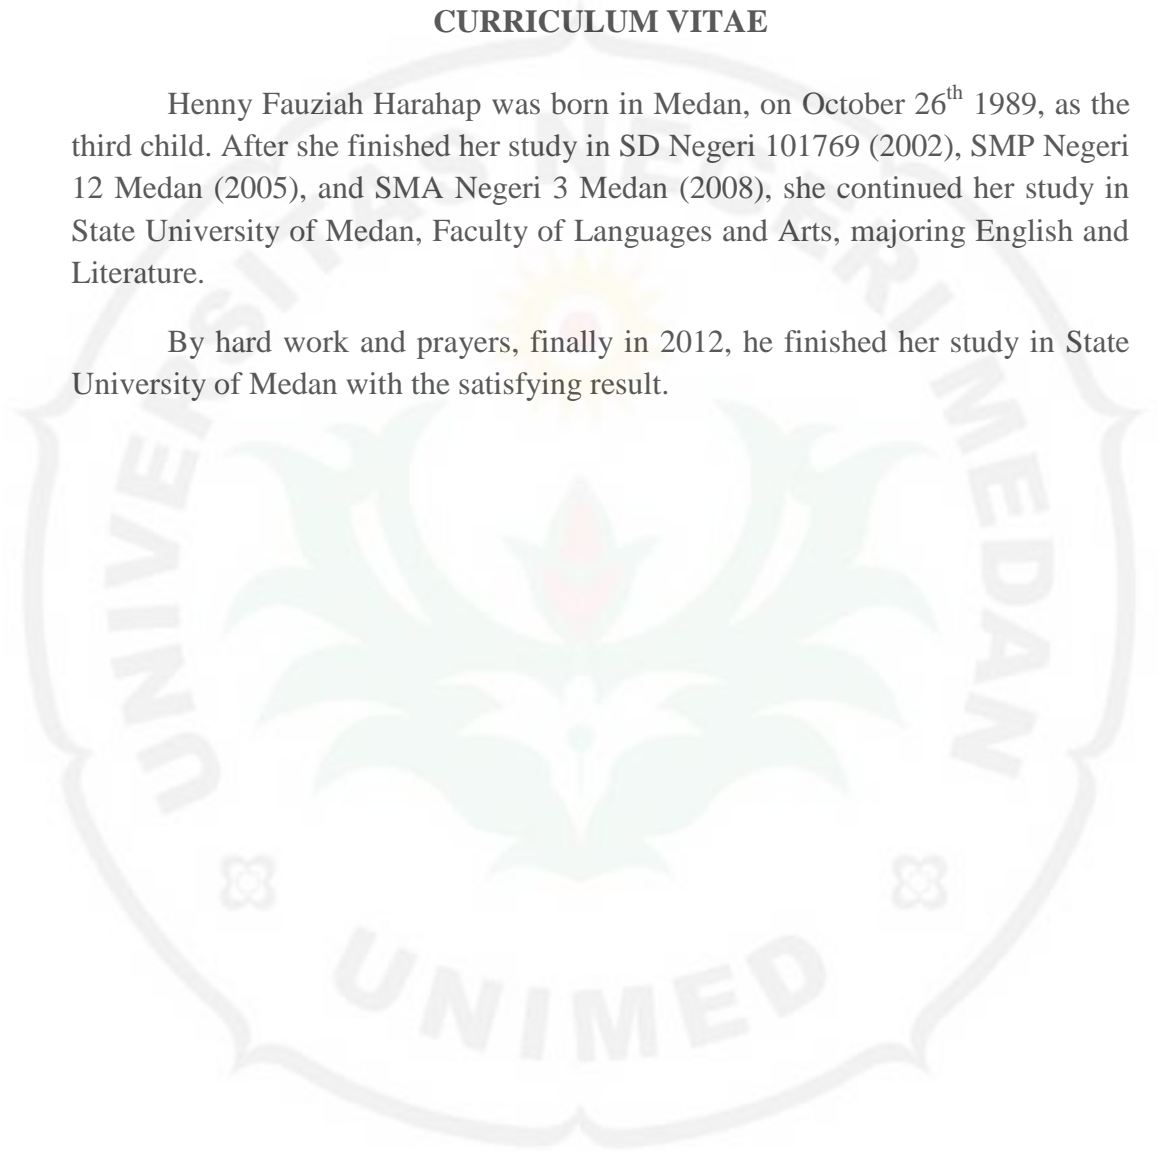 CURRICULUM VITAE
Henny Fauziah Harahap was born in Medan, on October 26th 1989, as the
third child. After she finished her study in SD Negeri 101769 (2002), SMP Negeri
12 Medan (2005), and SMA Negeri 3 Medan (2008), she continued her study in
State University of Medan, Faculty of Languages and Arts, majoring English and
Literature.
By hard work and prayers, finally in 2012, he finished her study in State
University of Medan with the satisfying result.
UNIVERSITAS NEGERI MEDAN
UNIMED